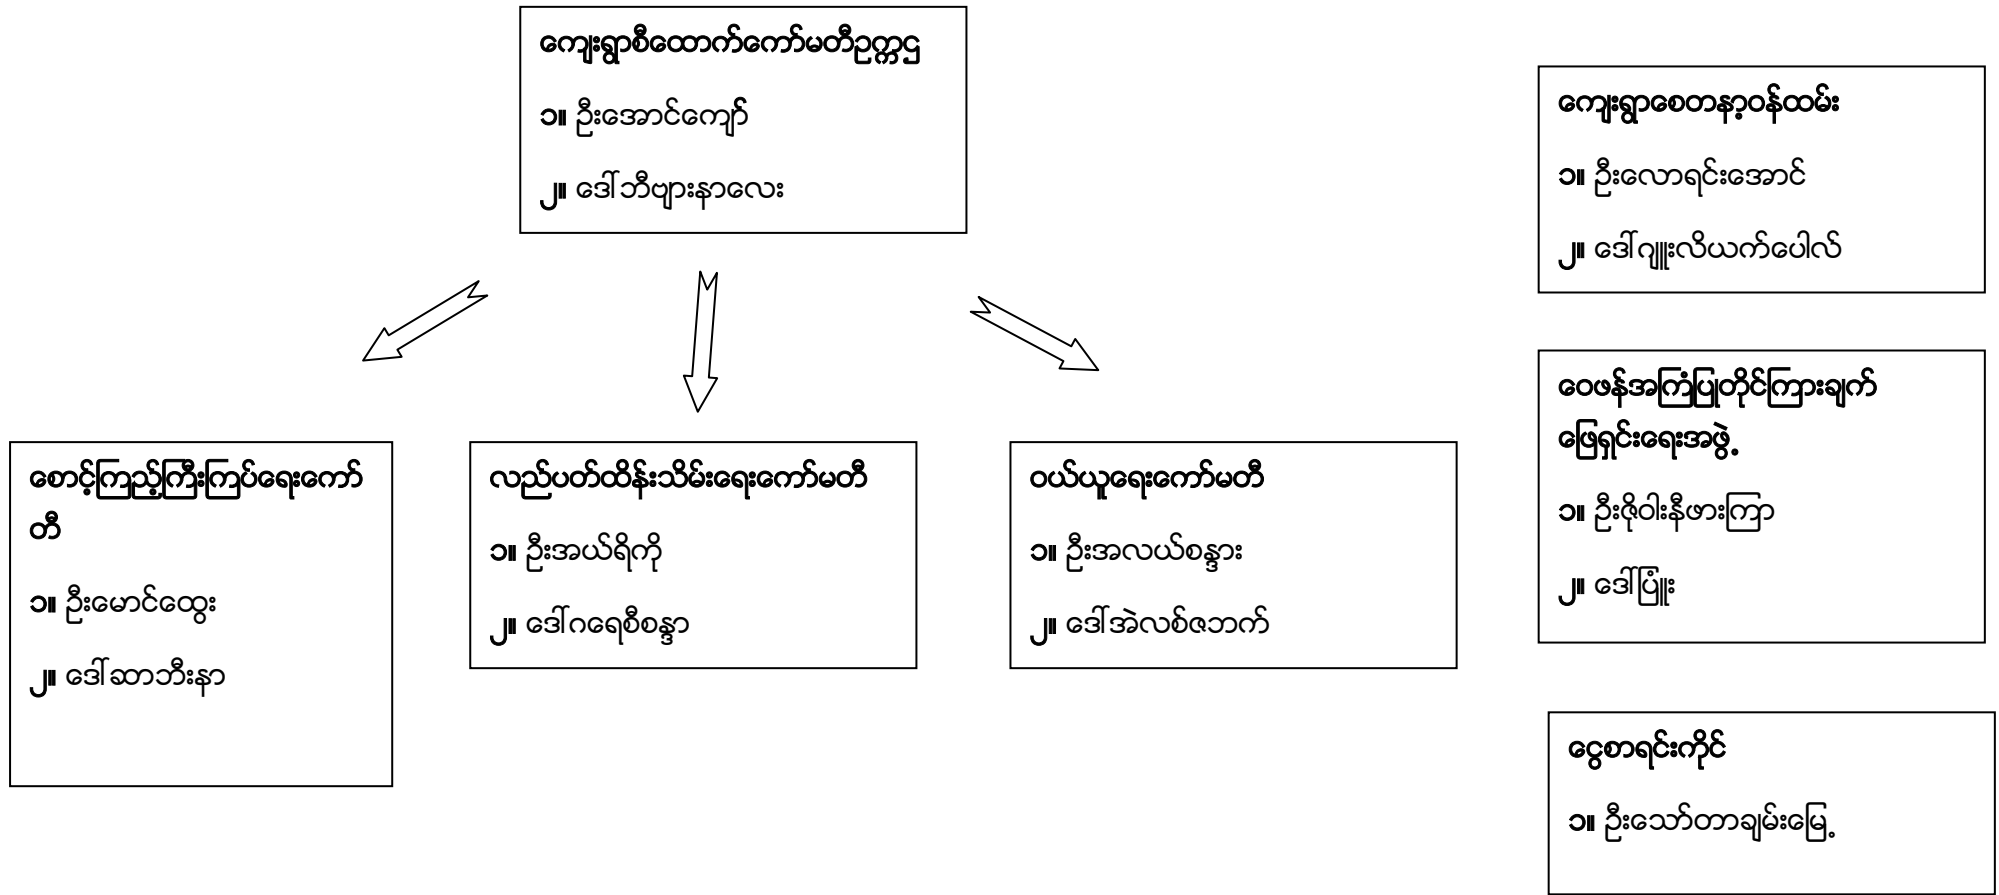 ကျေးရွာစီထောက်ကော်မတီဥက္ကဌ
၁။ ဦးအောင်ကျော်
၂။ ဒေါ်ဘီဗျားနာလေး
စောင့်ကြည့်ကြီးကြပ်ရေးကော်
တီ
၁။ ဦးမောင်ထွေး
၂။ ဒေါ်ဆာဘီးနာ
လည်ပတ်ထိန်းသိမ်းရေးကော်မတီ
၁။ ဦးအယ်ရိကို
၂။ ဒေါ်ဂရေစီစန္ဒာ
ဝယ်ယူရေးကော်မတီ
၁။ ဦးအလယ်စန္ဒား
၂။ ဒေါ်အဲလစ်ဇဘက်
ကျေးရွာစေတနာ့ဝန်ထမ်း
၁။ ဦးလောရင်းအောင်
၂။ ဒေါ်ဂျူးလိယက်ပေါလ်
ဝေဖန်အကြံပြုတိုင်ကြားချက်
ဖြေရှင်းရေးအဖွဲ့
၁။ ဦးဇိုဝါးနီဖားကြာ
၂။ ဒေါ်ပြုံး
ငွေစာရင်းကိုင်
၁။ ဦးသော်တာချမ်းမြေ့